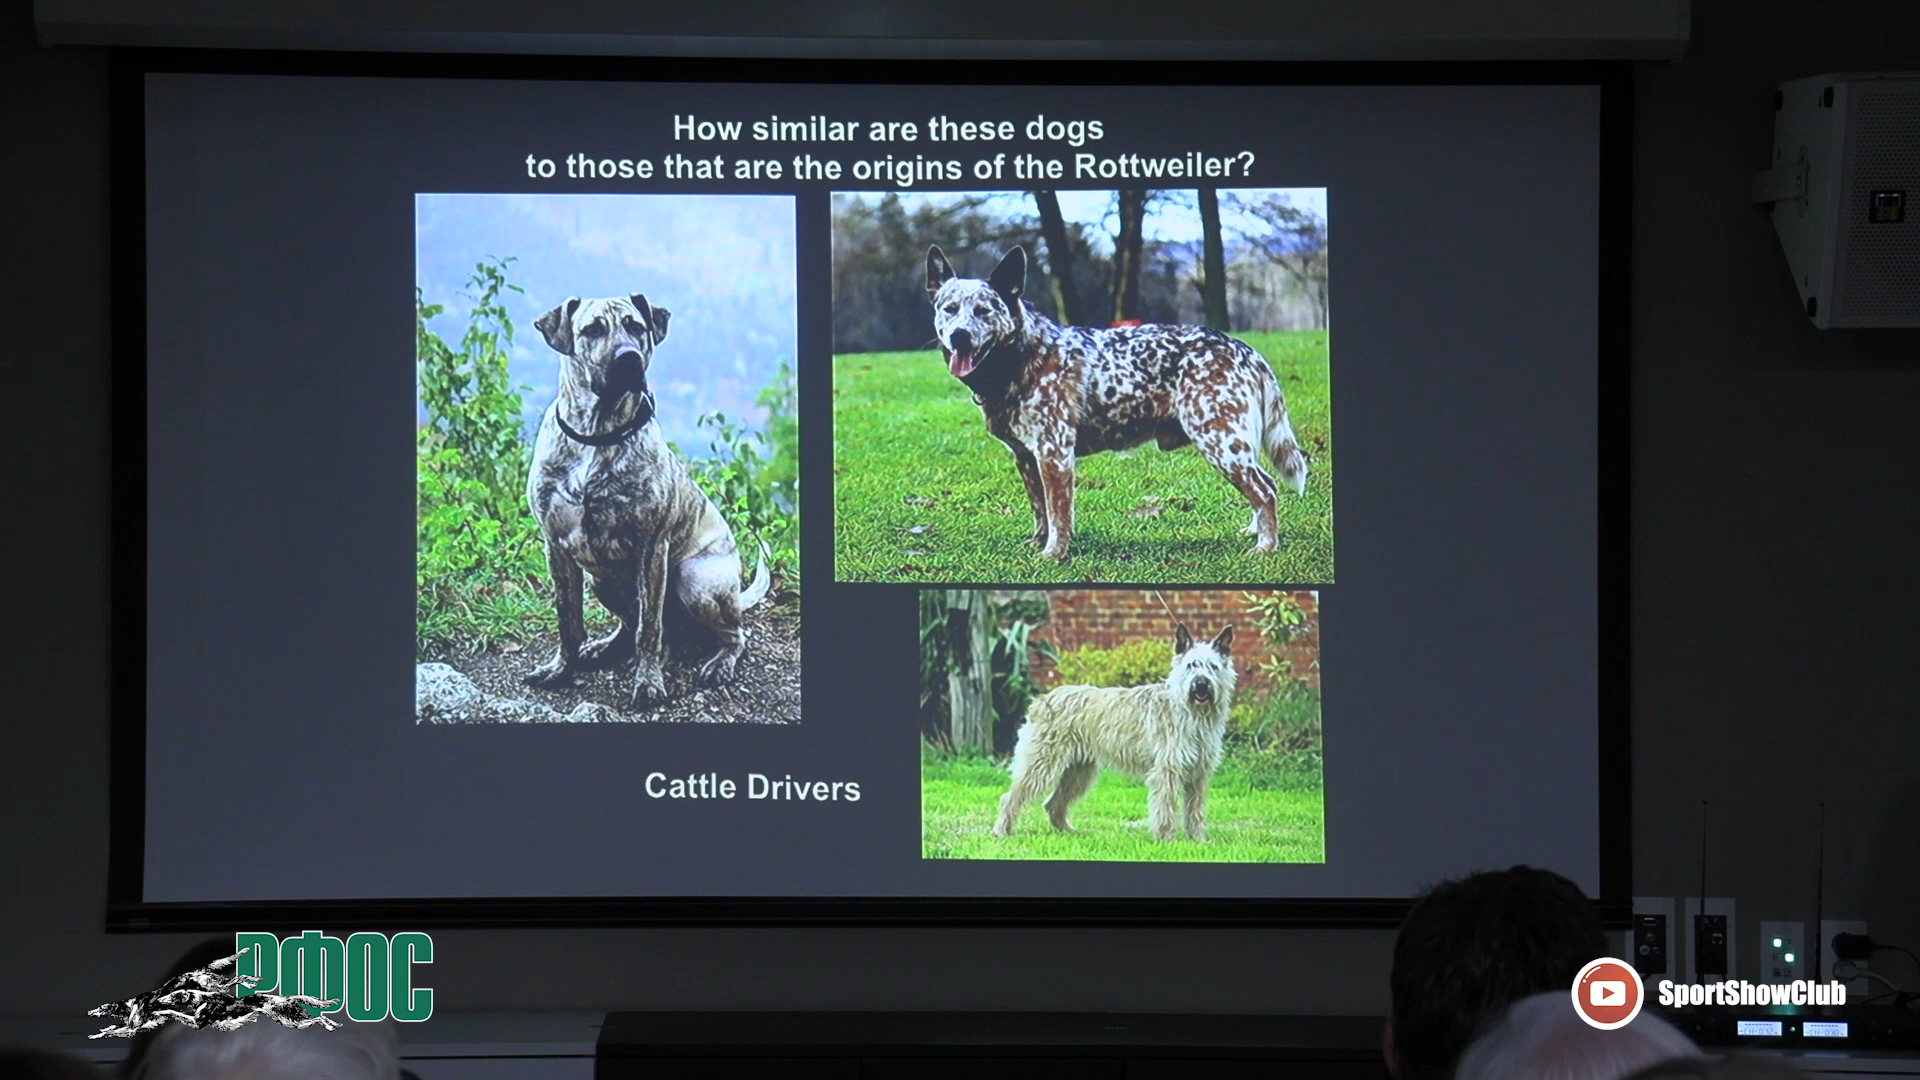 How similar are these dogs
to those that are the origins of the Rottweiler?
Cattle Drivers
РФОС
SportShowClub